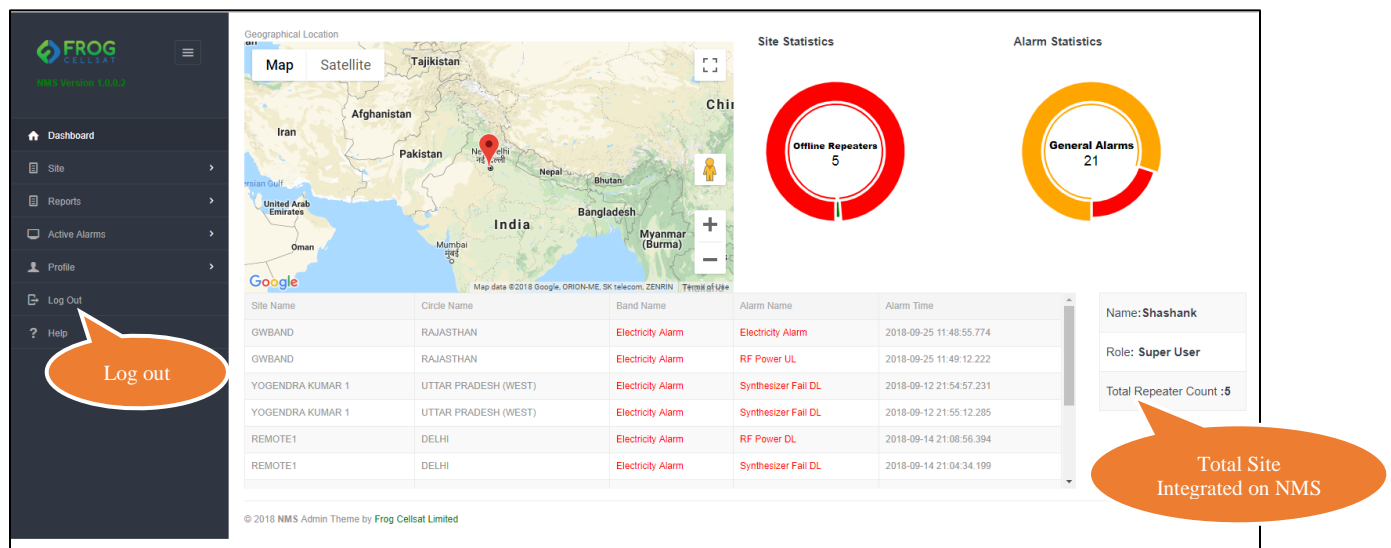 FROG
CELLSAT
NMS Version 1.0.0.2
Dashboard
Site
Reports
Active Alarms
Profile
Log Out
Help
Log out
Geographical Location
Map Satellite
Tajikistan
Afghanistan
Iran
Pakistan
Nepal
Bhutan
United Arab
Emirates
Bangladesh
India
Myanmar
(Burma)
Oman
Mumbai
मुंबई
Google
Map data ©2018 Google, ORION-ME, SK telecom, ZENRIN Terms of Use
Site Statistics
Offline Repeaters
5
Alarm Statistics
General Alarms
21
Site Name Circle Name Band Name Alarm Name Alarm Time
GWBAND RAJASTHAN Electricity Alarm Electricity Alarm 2018-09-25 11:48:55.774
GWBAND RAJASTHAN Electricity Alarm RF Power UL 2018-09-25 11:49:12.222
YOGENDRA KUMAR 1 UTTAR PRADESH (WEST) Electricity Alarm Synthesizer Fail DL 2018-09-12 21:54:57.231
YOGENDRA KUMAR 1 UTTAR PRADESH (WEST) Electricity Alarm Synthesizer Fail DL 2018-09-12 21:55:12.285
REMOTE1 DELHI Electricity Alarm RF Power DL 2018-09-14 21:08:56.394
REMOTE1 DELHI Electricity Alarm Synthesizer Fail DL 2018-09-14 21:04:34.199
Name:Shashank
Role: Super User
Total Repeater Count :5
Total Site
Integrated on NMS
© 2018 NMS Admin Theme by Frog Cellsat Limited